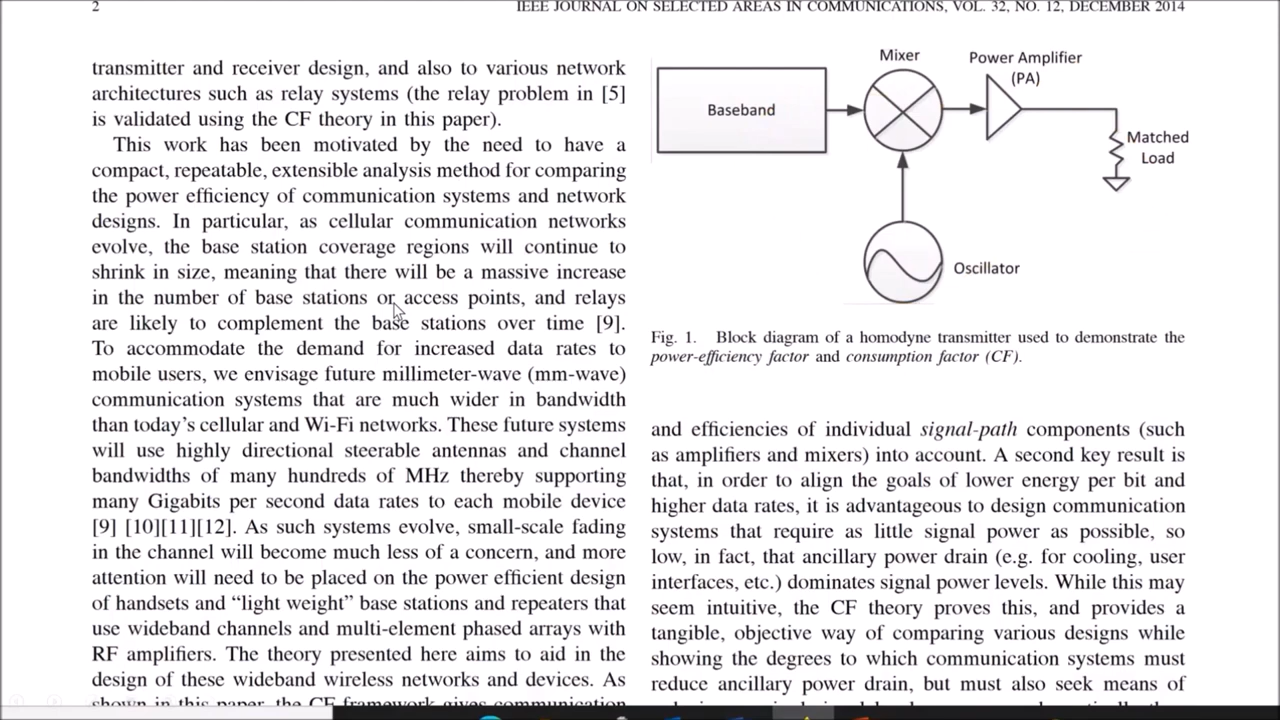 2
IEEE JOURNAL ON SELECTED AREAS IN COMMUNICATIONS, VOL. 32, NO. 12, DECEMBER 2014
transmitter and receiver design, and also to various network
architectures such as relay systems (the relay problem in [5]
is validated using the CF theory in this paper).
This work has been motivated by the need to have a
compact, repeatable, extensible analysis method for comparing
the power efficiency of communication systems and network
designs. In particular, as cellular communication networks
evolve, the base station coverage regions will continue to
shrink in size, meaning that there will be a massive increase
in the number of base stations or access points, and relays
are likely to complement the base stations over time [9].
To accommodate the demand for increased data rates to
mobile users, we envisage future millimeter-wave (mm-wave)
communication systems that are much wider in bandwidth
than today's cellular and Wi-Fi networks. These future systems
will use highly directional steerable antennas and channel
bandwidths of many hundreds of MHz thereby supporting
many Gigabits per second data rates to each mobile device
[9] [10][11][12]. As such systems evolve, small-scale fading
in the channel will become much less of a concern, and more
attention will need to be placed on the power efficient design
of handsets and “light weight” base stations and repeaters that
use wideband channels and multi-element phased arrays with
RF amplifiers. The theory presented here aims to aid in the
design of these wideband wireless networks and devices. As
shown in this paper, the CF framework gives communication
Mixer
Power Amplifier
(PA)
Baseband
Matched
Load
Oscillator
Fig. 1. Block diagram of a homodyne transmitter used to demonstrate the
power-efficiency factor and consumption factor (CF).
and efficiencies of individual signal-path components (such
as amplifiers and mixers) into account. A second key result is
that, in order to align the goals of lower energy per bit and
higher data rates, it is advantageous to design communication
systems that require as little signal power as possible, so
low, in fact, that ancillary power drain (e.g. for cooling, user
interfaces, etc.) dominates signal power levels. While this may
seem intuitive, the CF theory proves this, and provides a
tangible, objective way of comparing various designs while
showing the degrees to which communication systems must
reduce ancillary power drain, but must also seek means of